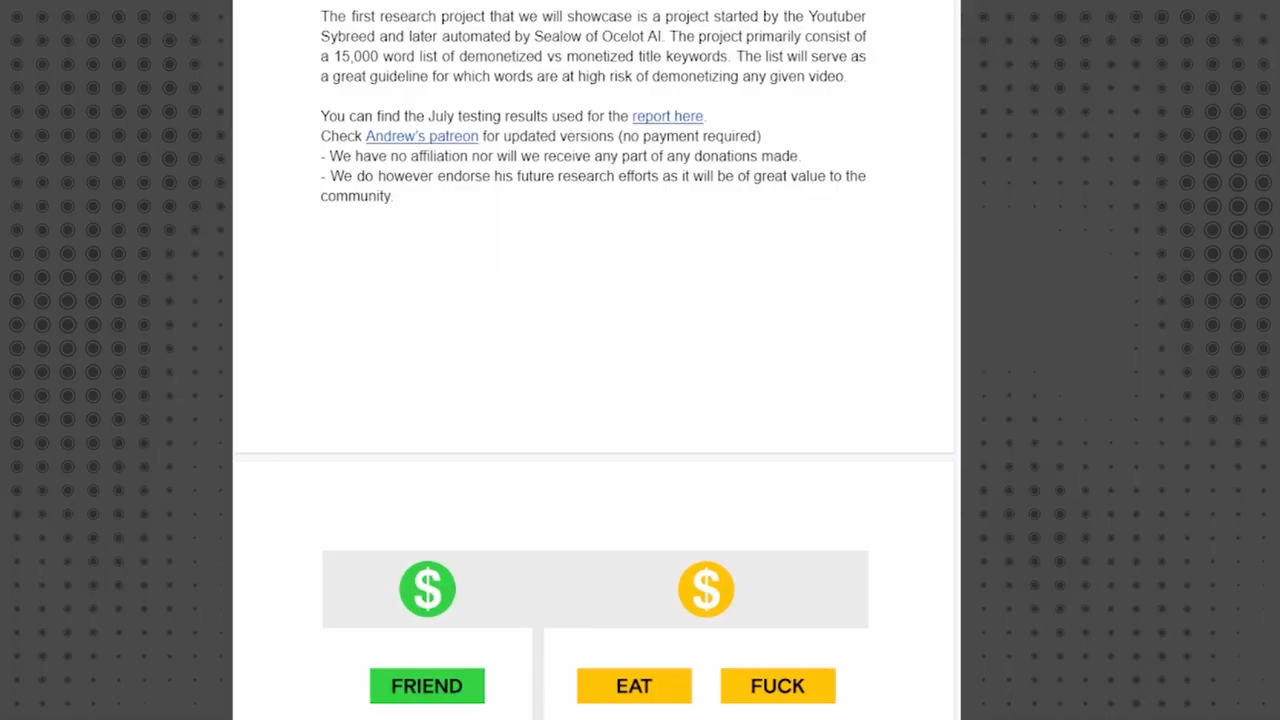 The first research project that we will showcase is a project started by the Youtuber
Sybreed and later automated by Sealow of Ocelot AI. The project primarily consist of
a 15,000 word list of demonetized vs monetized title keywords. The list will serve as
a great guideline for which words are at high risk of demonetizing any given video.
You can find the July testing results used for the report here.
Check Andrew's patreon for updated versions (no payment required)
- We have no affiliation nor will we receive any part of any donations made.
- We do however endorse his future research efforts as it will be of great value to the
community.
$ $
FRIEND EAT FUCK